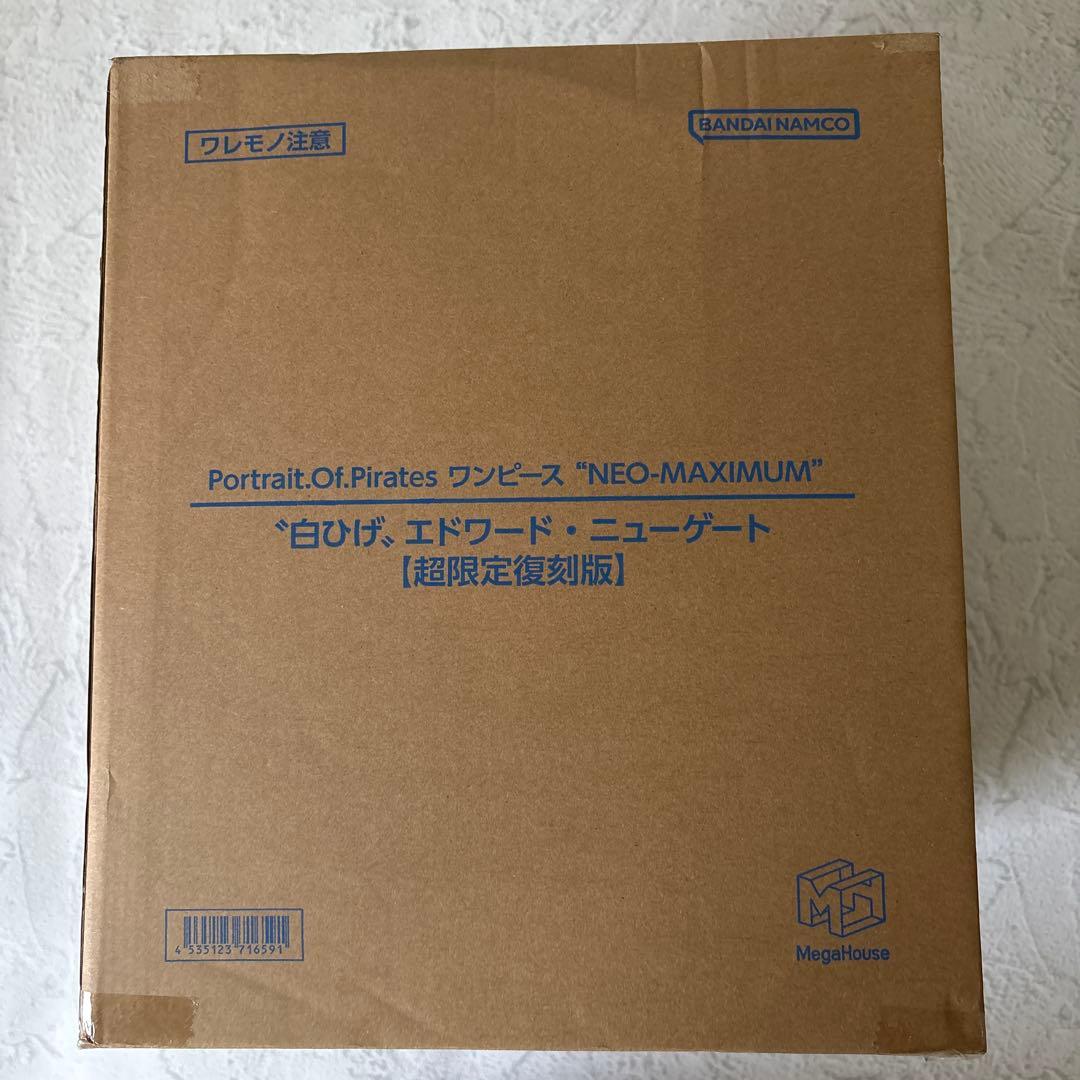 ワレモノ注意
BANDAI NAMCO
Portrait.Of.Pirates ワンピース “NEO-MAXIMUM”
〝白ひげ〟エドワード・ニューゲート
【超限定復刻版】
4 535123 716591
MH
MegaHouse